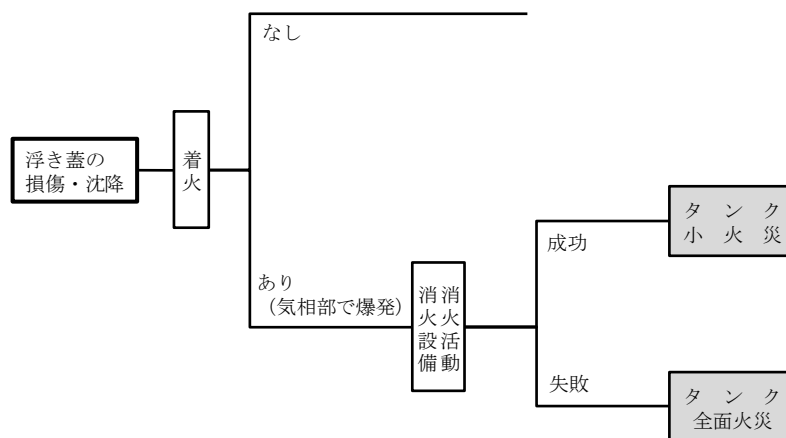 なし
浮き蓋の
損傷・沈降
着火
あり
（気相部で爆発）
消火活動
消火設備
成功
タンク
小火災
失敗
タンク
全面火災